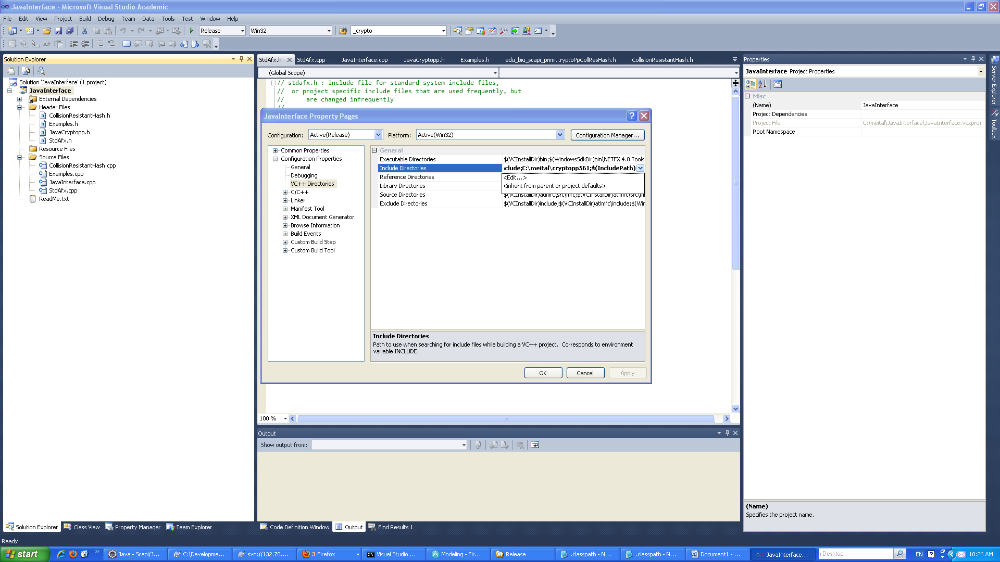 JavaInterface - Microsoft Visual Studio Academic
File Edit View Project Build Debug Team Data Tools Test Window Help
Release Win32 _crypto
Solution Explorer
Solution 'JavaInterface' (1 project)
JavaInterface
External Dependencies
Header Files
CollisionResistantHash.h
Examples.h
JavaCryptopp.h
StdAfx.h
Resource Files
Source Files
CollisionResistantHash.cpp
Examples.cpp
JavaInterface.cpp
StdAfx.cpp
ReadMe.txt
Solution Explorer Class View Property Manager Team Explorer
StdAfx.h StdAfx.cpp JavaInterface.cpp JavaCryptopp.h Examples.h edu_biu_scapi_primi...ryptoPpCollResHash.h CollisionResistantHash.h
(Global Scope)
// stdafx.h : include file for standard system include files,
// or project specific include files that are used frequently, but
// are changed infrequently
//
JavaInterface Property Pages
Configuration: Active(Release) Platform: Active(Win32) Configuration Manager...
Common Properties
Configuration Properties
General
Debugging
VC++ Directories
C/C++
Linker
Manifest Tool
XML Document Generator
Browse Information
Build Events
Custom Build Step
Custom Build Tool
General
Executable Directories $(VCInstallDir)bin;$(WindowsSdkDir)bin\NETFX 4.0 Tools
Include Directories clude;C:\meital\cryptopp561;$(IncludePath)
Reference Directories <Edit...>
Library Directories <inherit from parent or project defaults>
Source Directories $(VCInstallDir)atlmfc\src\mfc;$(VCInstallDir)atlmfc\src\m
Exclude Directories $(VCInstallDir)include;$(VCInstallDir)atlmfc\include;$(Wi
Include Directories
Path to use when searching for include files while building a VC++ project. Corresponds to environment
variable INCLUDE.
OK Cancel Apply
100 %
Output
Show output from:
Code Definition Window Output Find Results 1
Properties
JavaInterface Project Properties
Misc
(Name) JavaInterface
Project Dependencies
Project File C:\meital\JavaInterface\JavaInterface.vcxproj
Root Namespace
(Name)
Specifies the project name.
Server Explorer
Toolbox
Ready
start Java - Scapi/J... C:\Developme... svn://132.70.... 3 Firefox Visual Studio ... Modeling - Fir... Release .classpath - N... .classpath - N... Document1 - ... JavaInterface... Desktop EN 10:26 AM